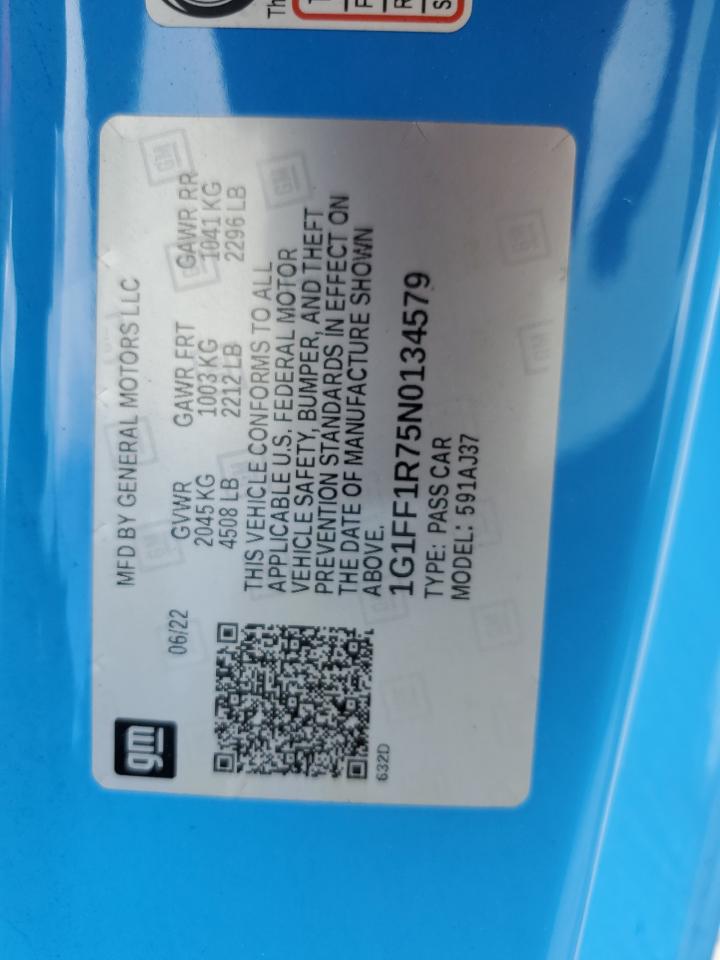 Th
F
R
S
gm
MFD BY GENERAL MOTORS LLC
06/22
GVWR GAWR FRT GAWR RR
2045 KG 1003 KG 1041 KG
4508 LB 2212 LB 2296 LB
THIS VEHICLE CONFORMS TO ALL
APPLICABLE U.S. FEDERAL MOTOR
VEHICLE SAFETY, BUMPER, AND THEFT
PREVENTION STANDARDS IN EFFECT ON
THE DATE OF MANUFACTURE SHOWN
ABOVE.
632D
1G1FF1R75N0134579
TYPE: PASS CAR
MODEL: 591AJ37